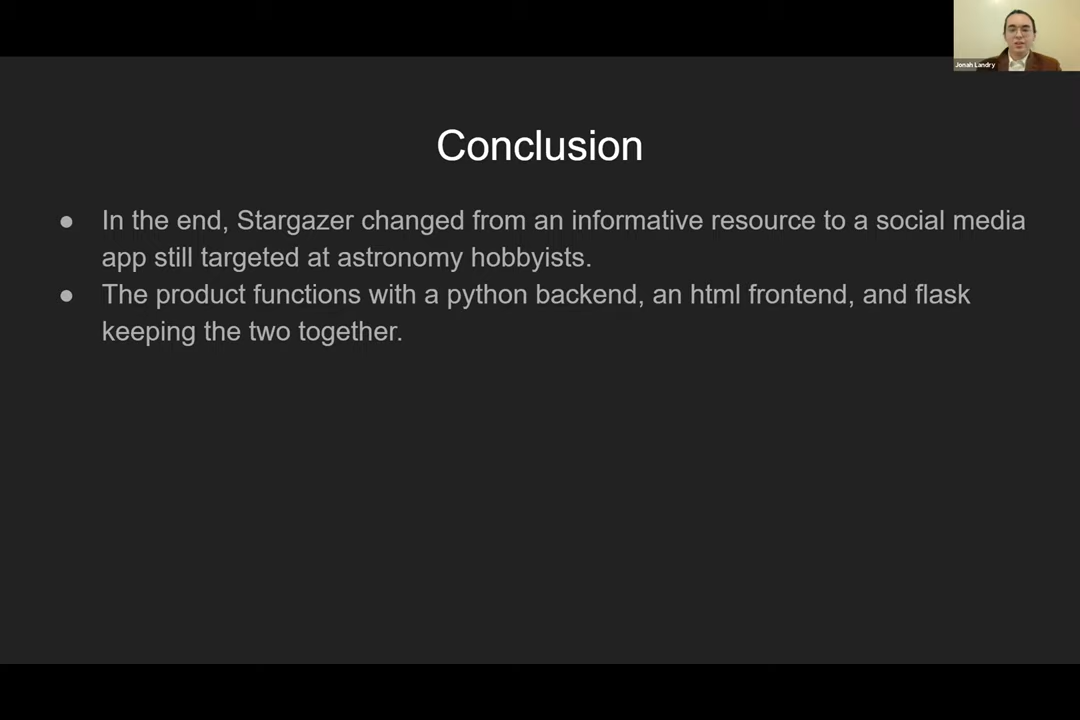 Jonah Landry
Conclusion
● In the end, Stargazer changed from an informative resource to a social media
app still targeted at astronomy hobbyists.
● The product functions with a python backend, an html frontend, and flask
keeping the two together.